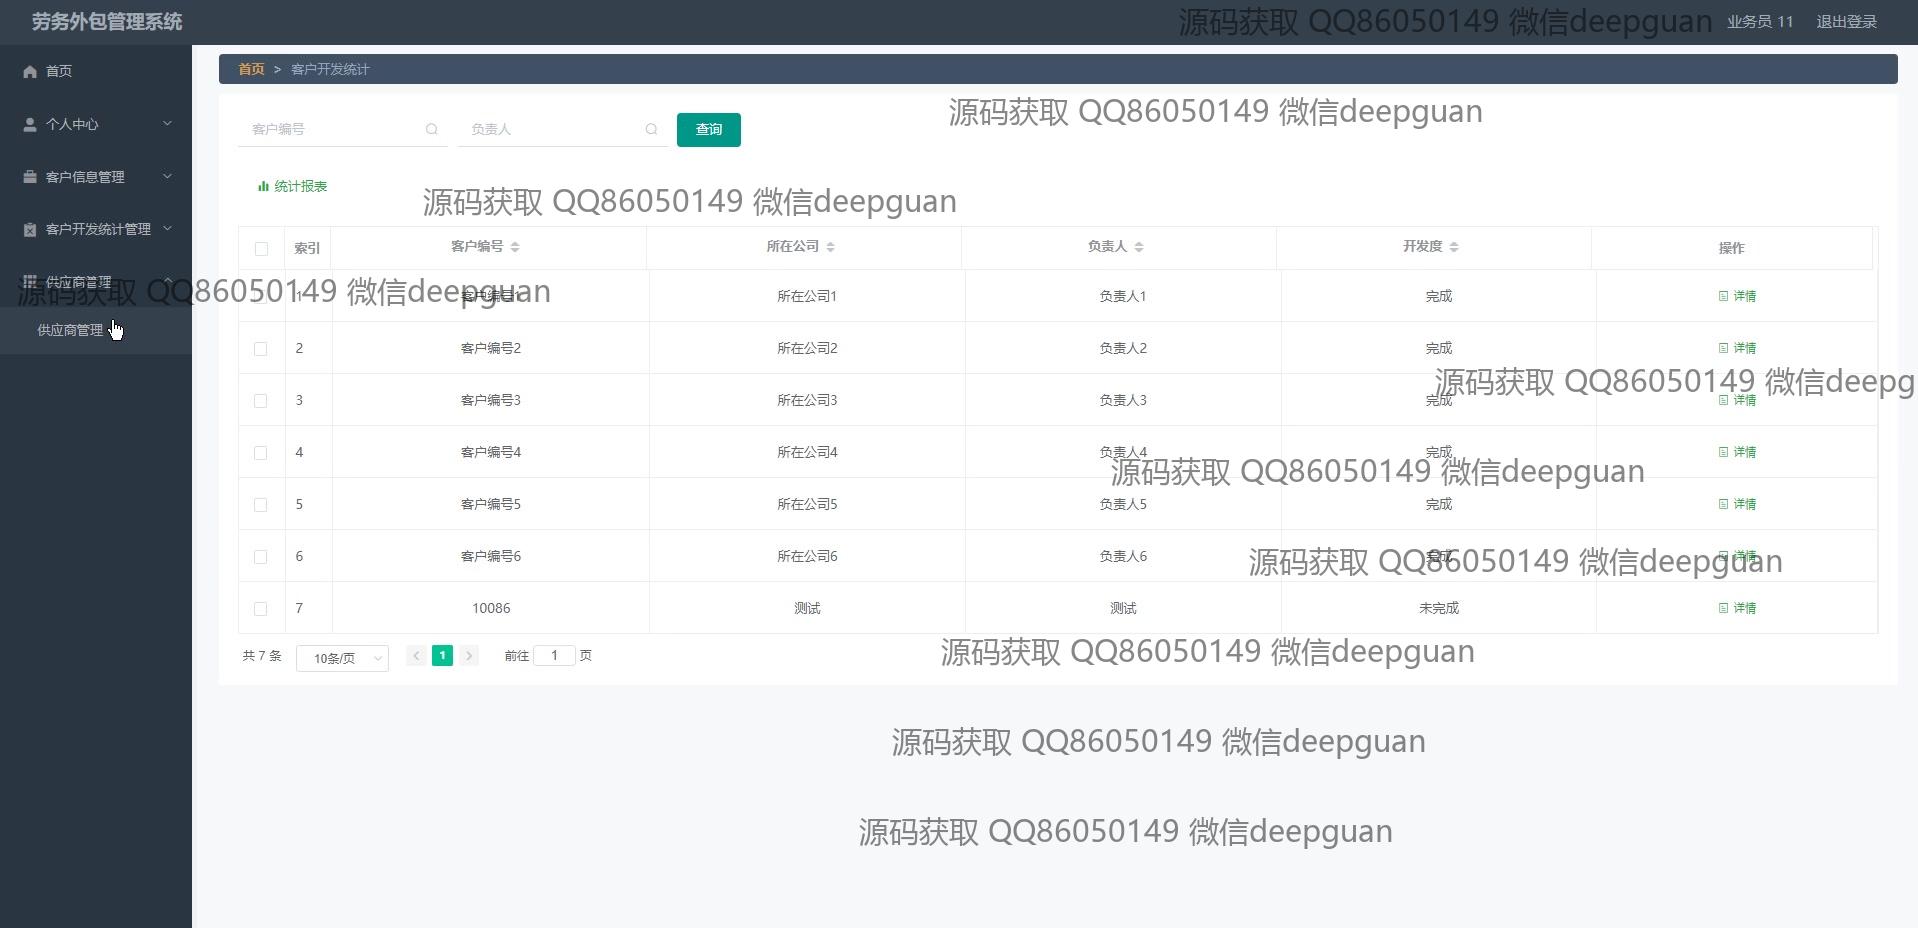 劳务外包管理系统
源码获取 QQ86050149 微信deepguan
业务员 11 退出登录
首页
个人中心
客户信息管理
客户开发统计管理
供应商管理
供应商管理
首页 > 客户开发统计
客户编号 负责人 查询
源码获取 QQ86050149 微信deepguan
统计报表
源码获取 QQ86050149 微信deepguan
索引 客户编号 所在公司 负责人 开发度 操作
源码获取 QQ86050149 微信deepguan
1 客户编号1 所在公司1 负责人1 完成 详情
2 客户编号2 所在公司2 负责人2 完成 详情
源码获取 QQ86050149 微信deepg
3 客户编号3 所在公司3 负责人3 完成 详情
4 客户编号4 所在公司4 负责人4 完成 详情
源码获取 QQ86050149 微信deepguan
5 客户编号5 所在公司5 负责人5 完成 详情
6 客户编号6 所在公司6 负责人6 完成 详情
源码获取 QQ86050149 微信deepguan
7 10086 测试 测试 未完成 详情
共 7 条 10条/页 1 前往 1 页
源码获取 QQ86050149 微信deepguan
源码获取 QQ86050149 微信deepguan
源码获取 QQ86050149 微信deepguan